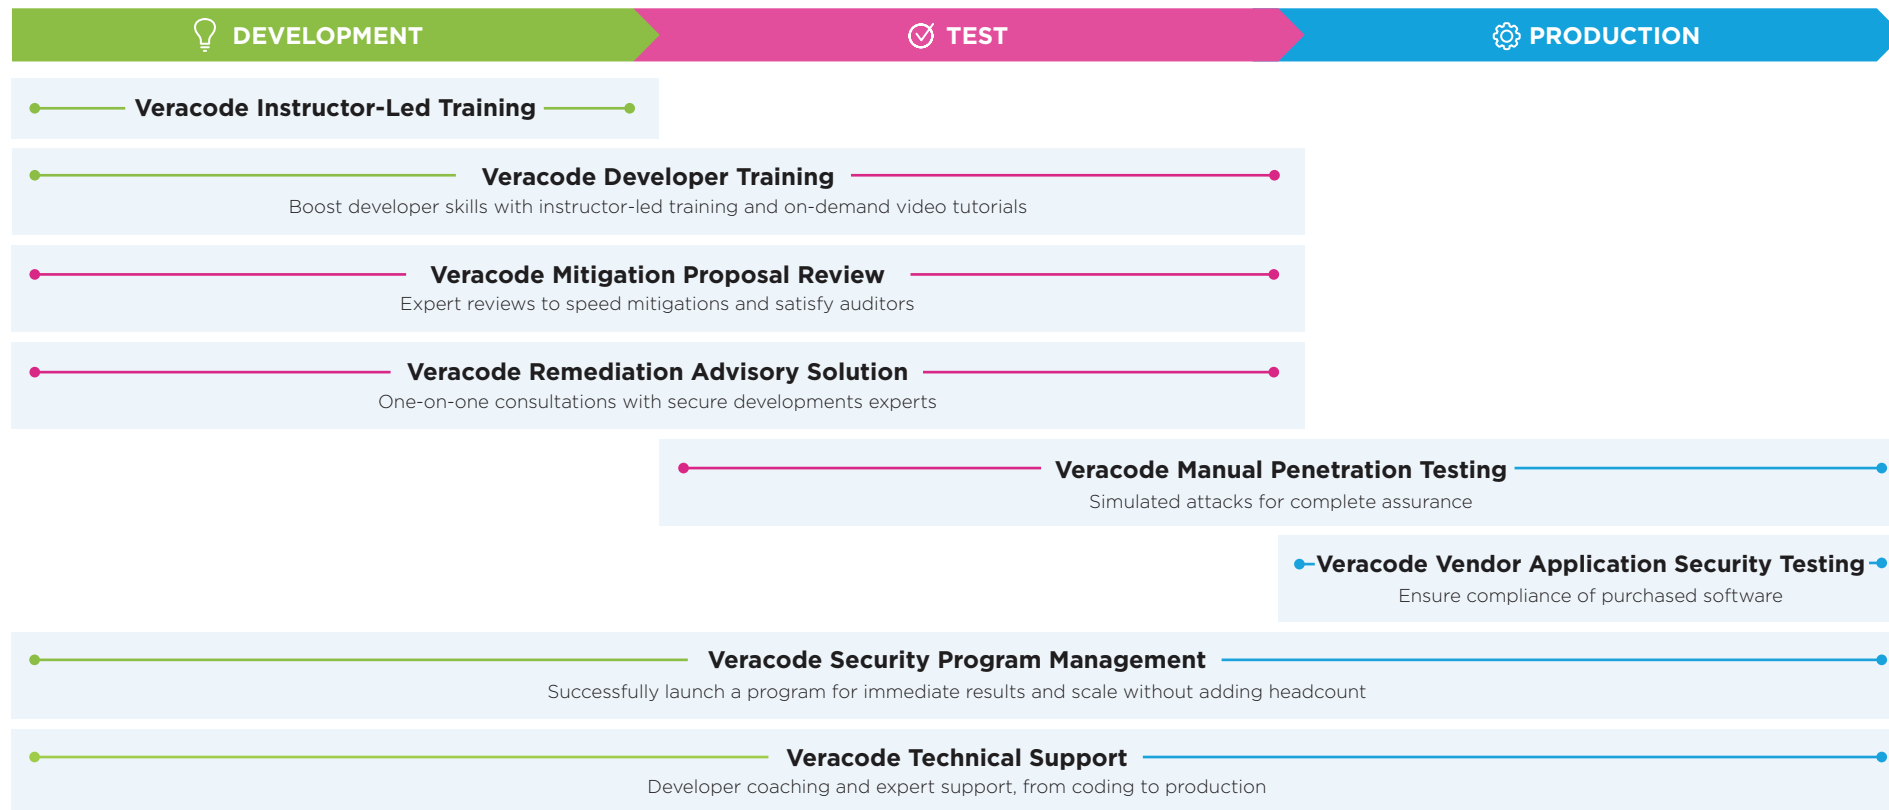 DEVELOPMENT
TEST
PRODUCTION
Veracode Instructor-Led Training
Veracode Developer Training
Boost developer skills with instructor-led training and on-demand video tutorials
Veracode Mitigation Proposal Review
Expert reviews to speed mitigations and satisfy auditors
Veracode Remediation Advisory Solution
One-on-one consultations with secure developments experts
Veracode Manual Penetration Testing
Simulated attacks for complete assurance
Veracode Vendor Application Security Testing
Ensure compliance of purchased software
Veracode Security Program Management
Successfully launch a program for immediate results and scale without adding headcount
Veracode Technical Support
Developer coaching and expert support, from coding to production